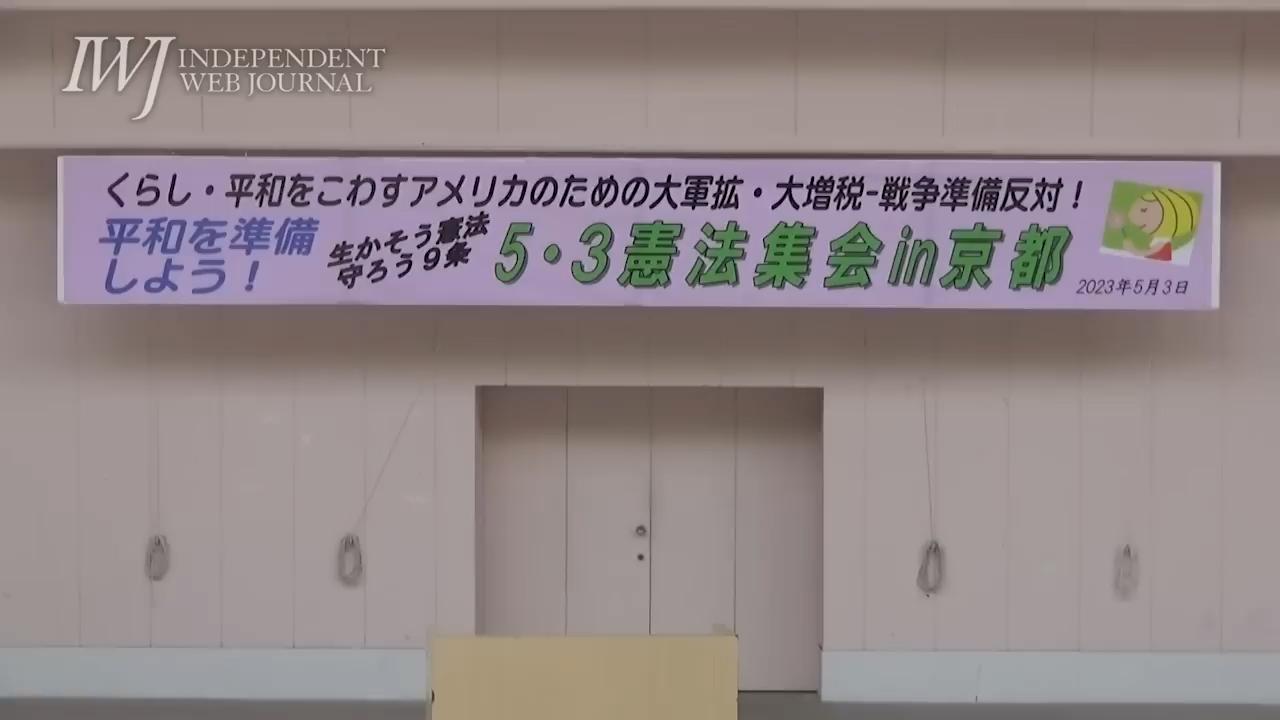 IWJ INDEPENDENT
WEB JOURNAL
くらし・平和をこわすアメリカのための大軍拡・大増税-戦争準備反対！
平和を準備
しよう！
生かそう憲法
守ろう９条
5・3憲法集会in京都
2023年5月3日